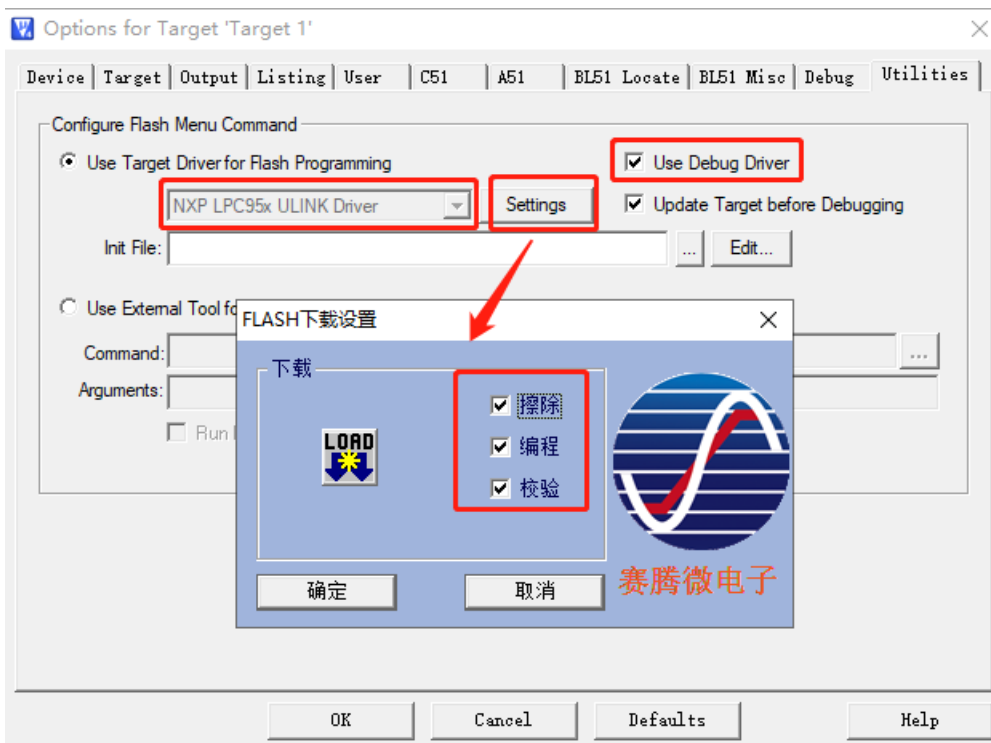 Options for Target 'Target 1'
Device Target Output Listing User C51 A51 BL51 Locate BL51 Misc Debug Utilities
Configure Flash Menu Command
Use Target Driver for Flash Programming Use Debug Driver
NXP LPC95x ULINK Driver Settings Update Target before Debugging
Init File: ... Edit...
Use External Tool fo
FLASH下载设置
Command: ...
下载
Arguments:
擦除
Run
LOAD
编程
校验
赛腾微电子
确定 取消
OK Cancel Defaults Help